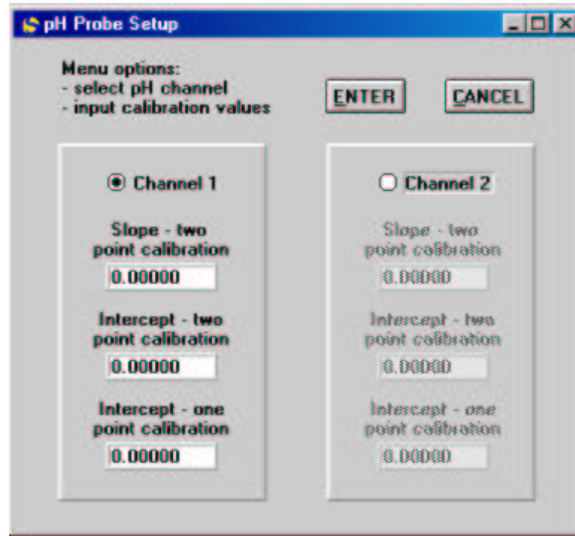 pH Probe Setup
Menu options:
- select pH channel
- input calibration values
ENTER
CANCEL
Channel 1
Slope - two
point calibration
0.00000
Intercept - two
point calibration
0.00000
Intercept - one
point calibration
0.00000
Channel 2
Slope - two
point calibration
0.00000
Intercept - two
point calibration
0.00000
Intercept - one
point calibration
0.00000